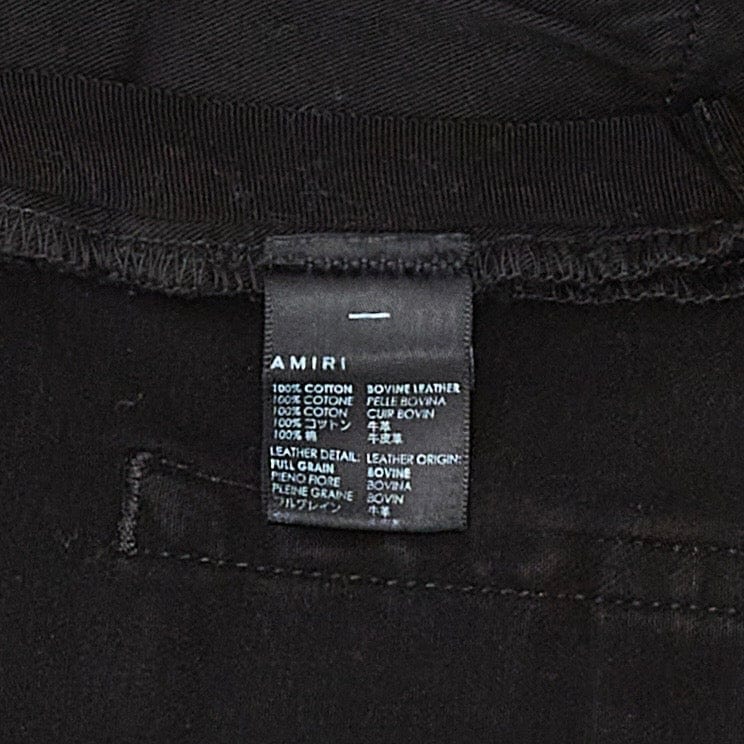 AMIRI
100% COTTON BOVINE LEATHER
100% COTONE PELLE BOVINA
100% COTON CUIR BOVIN
100% コットン 牛革
100% 棉 牛皮革
LEATHER DETAIL: LEATHER ORIGIN:
FULL GRAIN BOVINE
PIENO FIORE BOVINA
PLEINE GRAINE BOVIN
フルグレイン 牛革